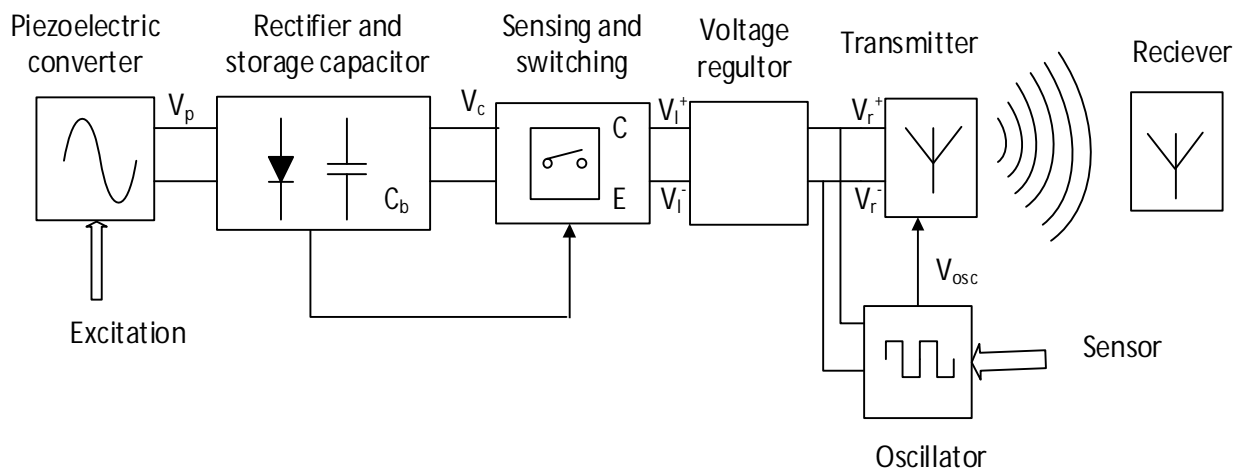 Piezoelectric
converter
Rectifier and
storage capacitor
Sensing and
switching
Voltage
regultor
Transmitter
Reciever
Vp
Vc
C
E
Vl+
Vl-
Vr+
Vr-
Cb
Vosc
Excitation
Sensor
Oscillator